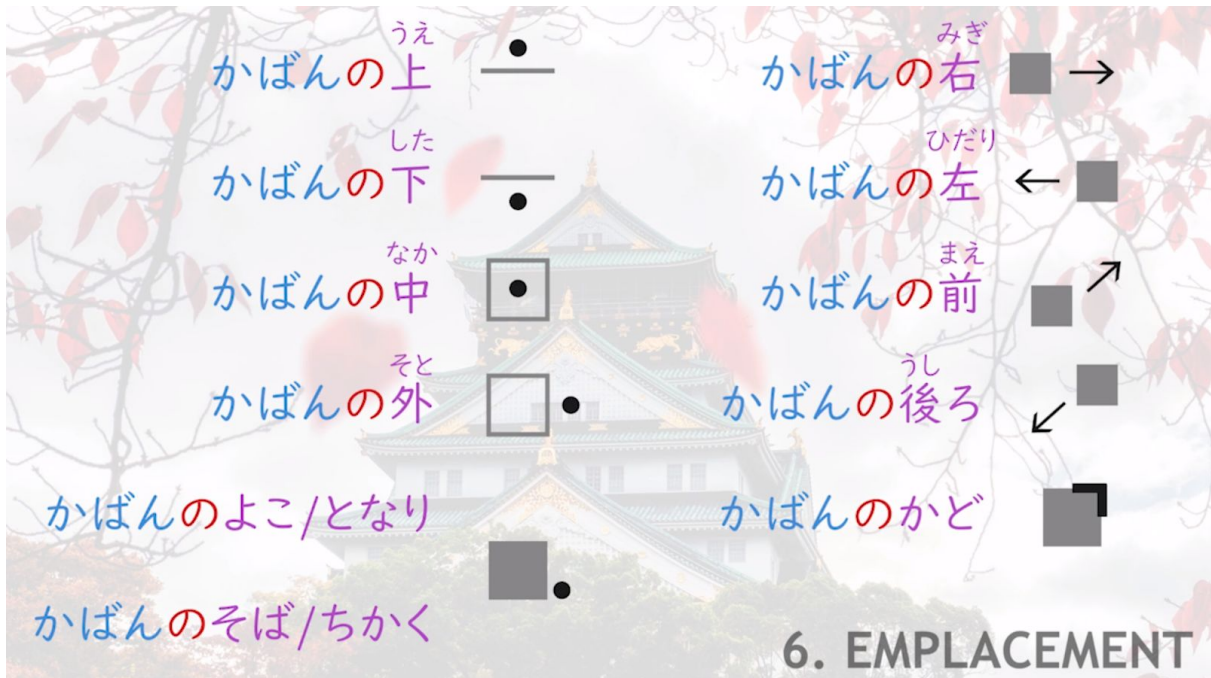 うえ
かばんの上
した
かばんの下
なか
かばんの中
そと
かばんの外
かばんのよこ/となり
かばんのそば/ちかく
みぎ
かばんの右
ひだり
かばんの左
まえ
かばんの前
うし
かばんの後ろ
かばんのかど
6. EMPLACEMENT